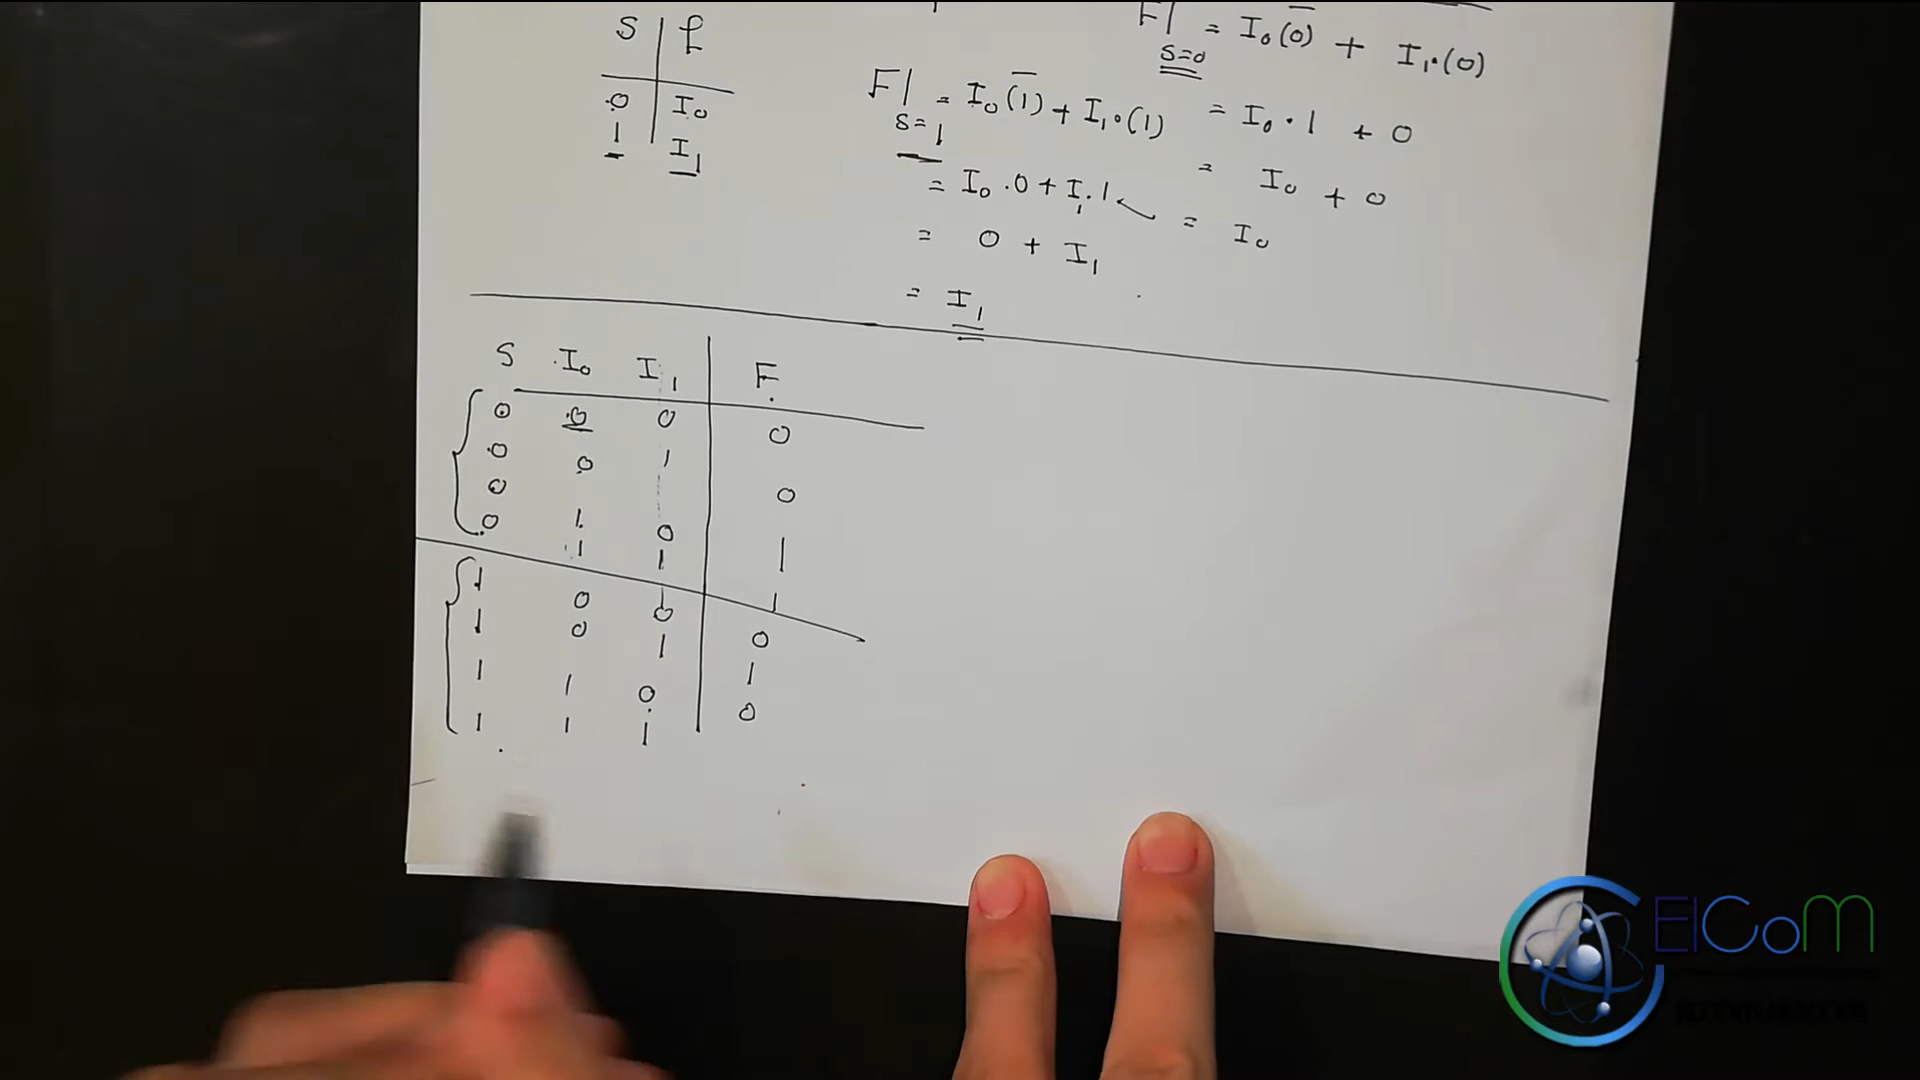 S | f
0 | I₀
1 | I₁
F|ₛ₌₀ = I₀(0̅) + I₁·(0)
= I₀·1 + 0
= I₀ + 0
= I₀
F|ₛ₌₁ = I₀(1̅) + I₁·(1)
= I₀.0 + I₁.1
= 0 + I₁
= I₁
S I₀ I₁ | F
0 0 0 | 0
0 0 1 | 0
0 1 0 | 1
0 1 1 | 1
1 0 0 | 0
1 0 1 | 1
1 1 0 | 0
1 1 1 |
ElCoM